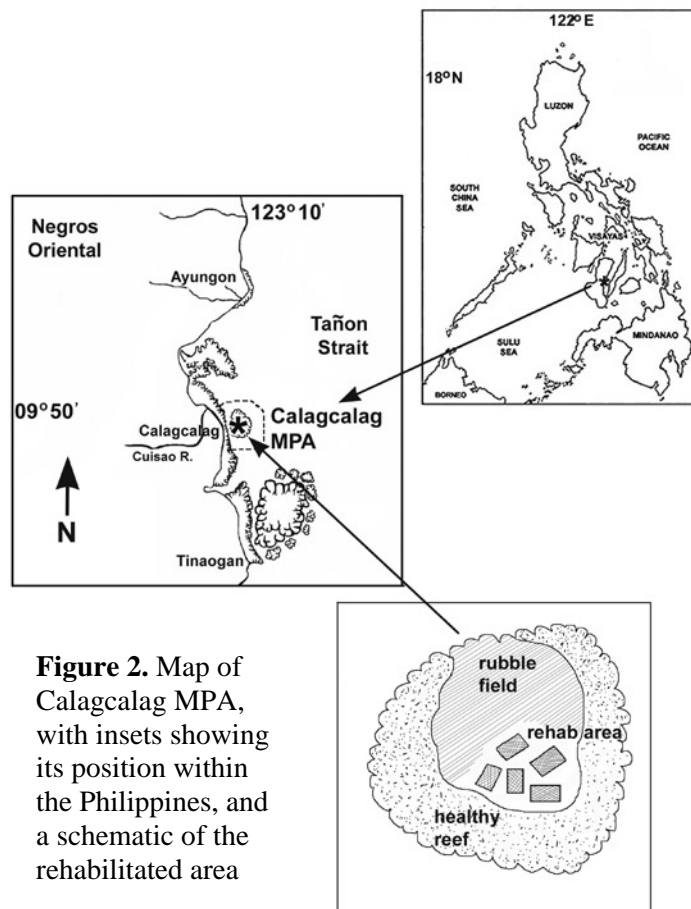 122° E
18° N
LUZON
PACIFIC
OCEAN
SOUTH
CHINA
SEA
VISAYAS
SULU
SEA
MINDANAO
BORNEO
Negros
Oriental
123° 10'
Ayungon
Tañon
Strait
09° 50'
Calagcalag
Calagcalag
MPA
Cuisao R.
N
Tinaogan
Figure 2. Map of
Calagcalag MPA,
with insets showing
its position within
the Philippines, and
a schematic of the
rehabilitated area
rubble
field
rehab area
healthy
reef